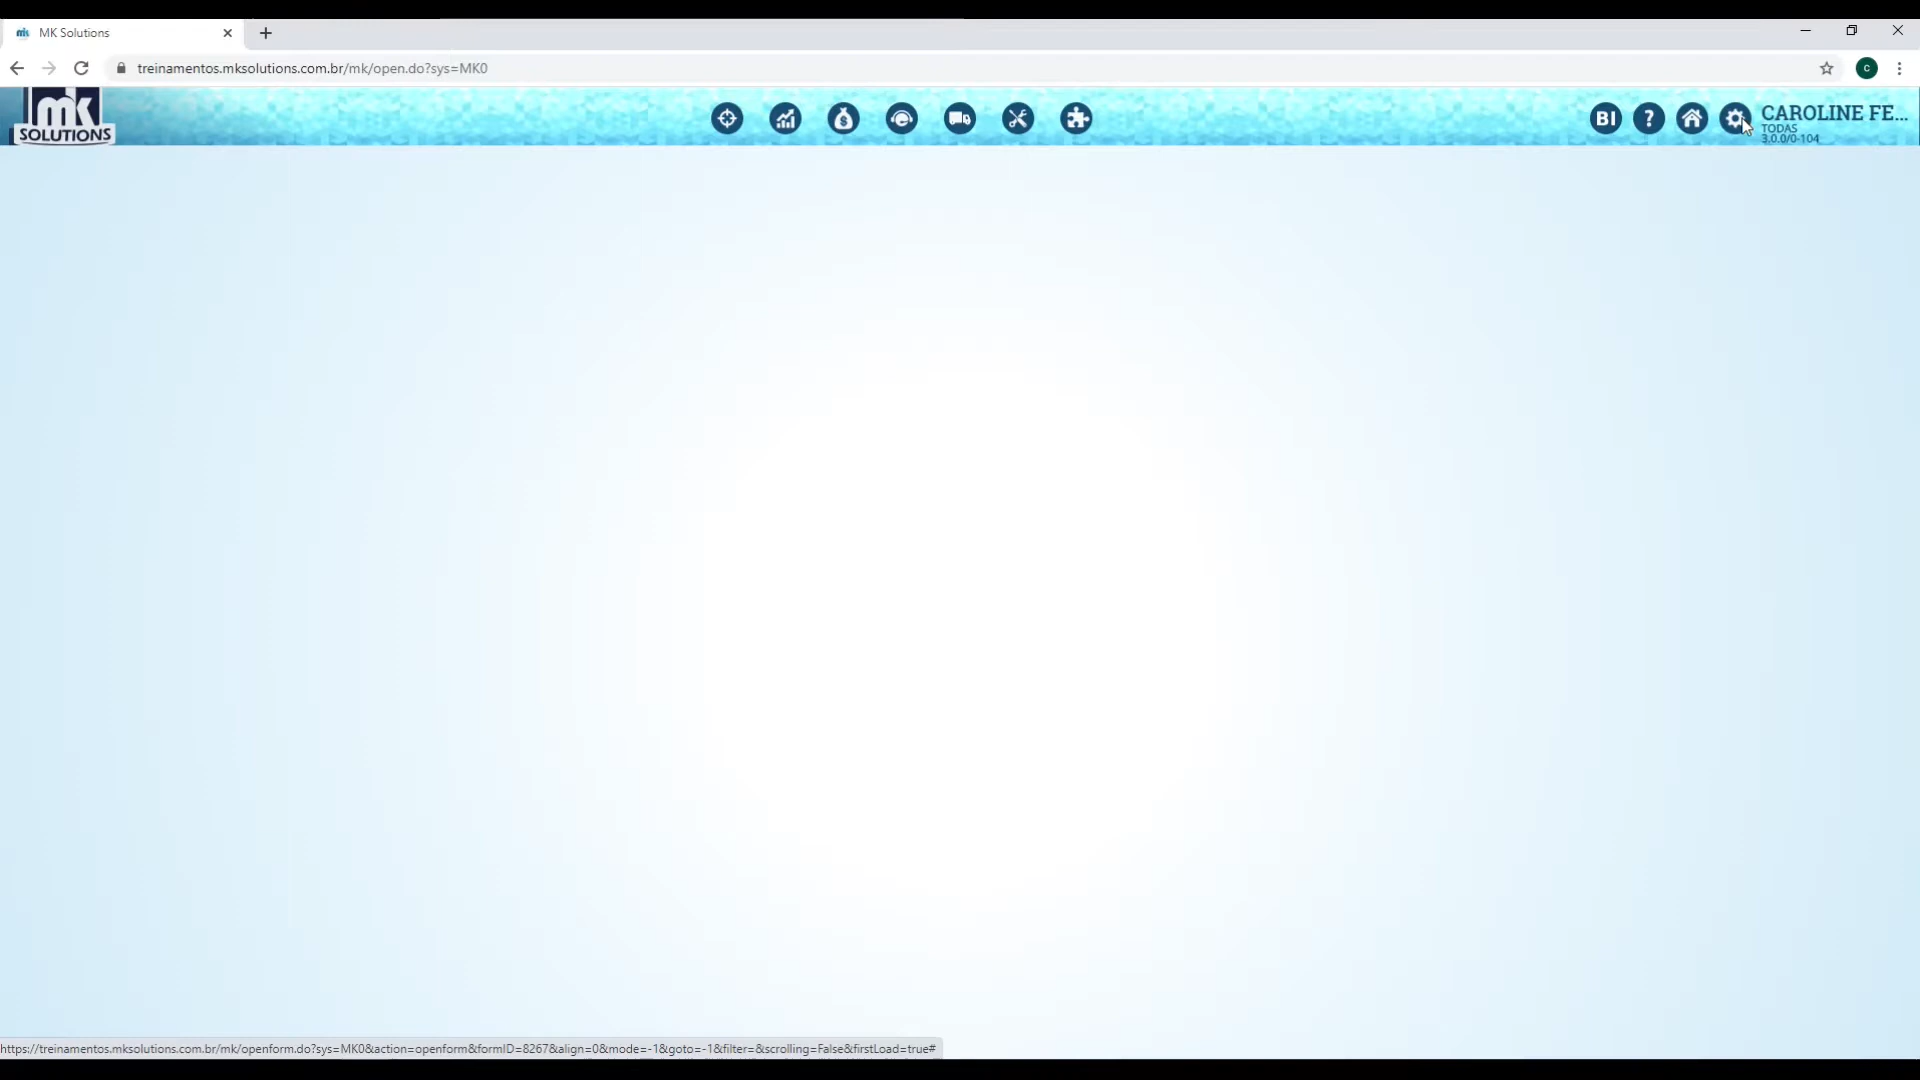 MK Solutions
treinamentos.mksolutions.com.br/mk/open.do?sys=MK0
C
mk
SOLUTIONS
BI
?
CAROLINE FE...
TODAS
3.0.0/0-104
https://treinamentos.mksolutions.com.br/mk/openform.do?sys=MK0&action=openform&formID=8267&align=0&mode=-1&goto=-1&filter=&scrolling=False&firstLoad=true#